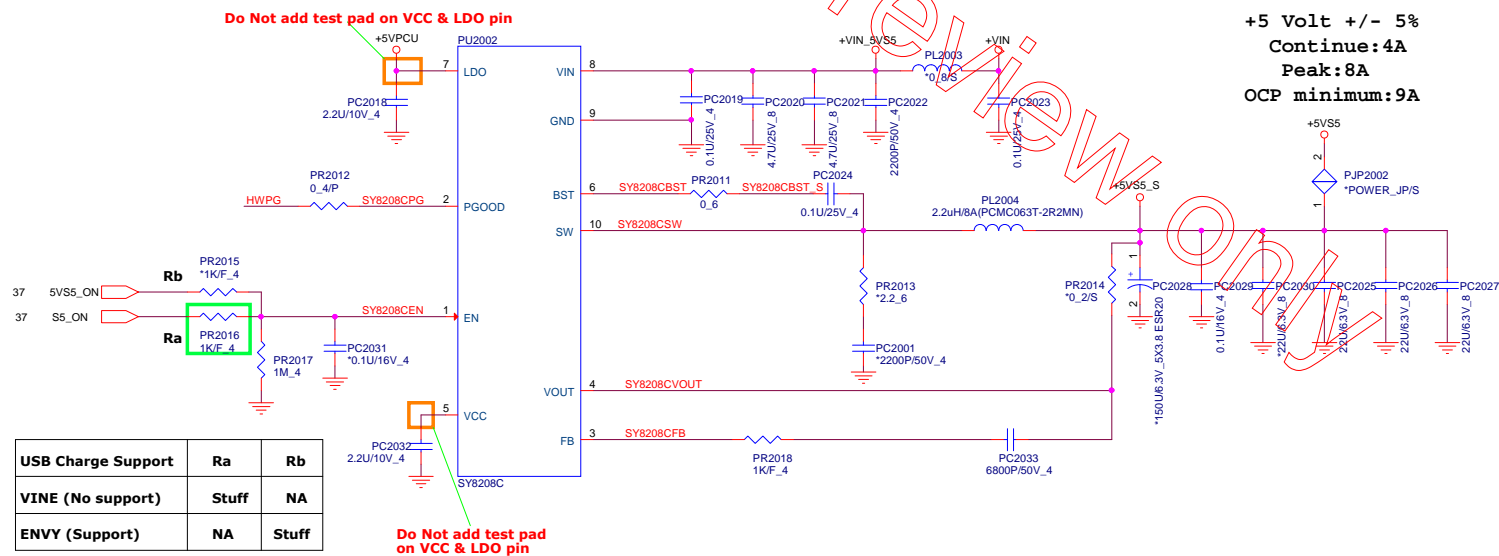 Do Not add test pad on VCC & LDO pin
+5VPCU
PC2018
2.2U/10V_4
PU2002
7
LDO
VIN
8
GND
9
PC2019
0.1U/25V_4
PC2020
4.7U/25V_8
PC2021
4.7U/25V_8
+VIN_5VS5
PC2022
2200P/50V_4
PL2003
*0_8/S
+VIN
PC2023
0.1U/25V_4
+5 Volt +/- 5%
Continue:4A
Peak:8A
OCP minimum:9A
+5VS5
2
PJP2002
*POWER_JP/S
1
HWPG
PR2012
0_4/P
SY8208CPG
2
PGOOD
BST
6
SY8208CBST
PR2011
0_6
SY8208CBST_S
PC2024
0.1U/25V_4
SW
10
SY8208CSW
PL2004
2.2uH/8A(PCMC063T-2R2MN)
+5VS5_S
PR2013
*2.2_6
PC2001
*2200P/50V_4
PR2014
*0_2/S
1
+
2
PC2028
*150U/6.3V_5X3.8 ESR20
PC2029
0.1U/16V_4
PC2030
*22U/6.3V_8
PC2025
22U/6.3V_8
PC2026
22U/6.3V_8
PC2027
22U/6.3V_8
37
5VS5_ON
Rb
PR2015
*1K/F_4
37
S5_ON
Ra
PR2016
1K/F_4
PR2017
1M_4
PC2031
*0.1U/16V_4
SY8208CEN
1
EN
VOUT
4
SY8208CVOUT
5
VCC
PC2032
2.2U/10V_4
FB
3
SY8208CFB
PR2018
1K/F_4
PC2033
6800P/50V_4
SY8208C
USB Charge Support Ra Rb
VINE (No support) Stuff NA
ENVY (Support) NA Stuff
Do Not add test pad
on VCC & LDO pin
review only